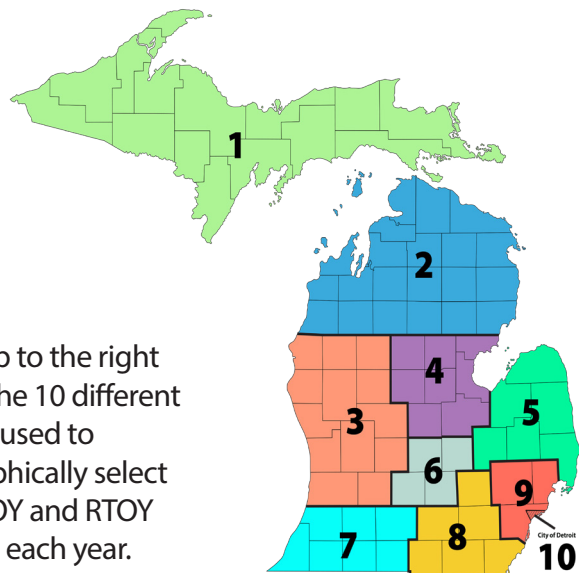 1
2
p to the right
he 10 different
used to
phically select
OY and RTOY
each year.
3
4
5
6
7
8
9
City of Detroit
10